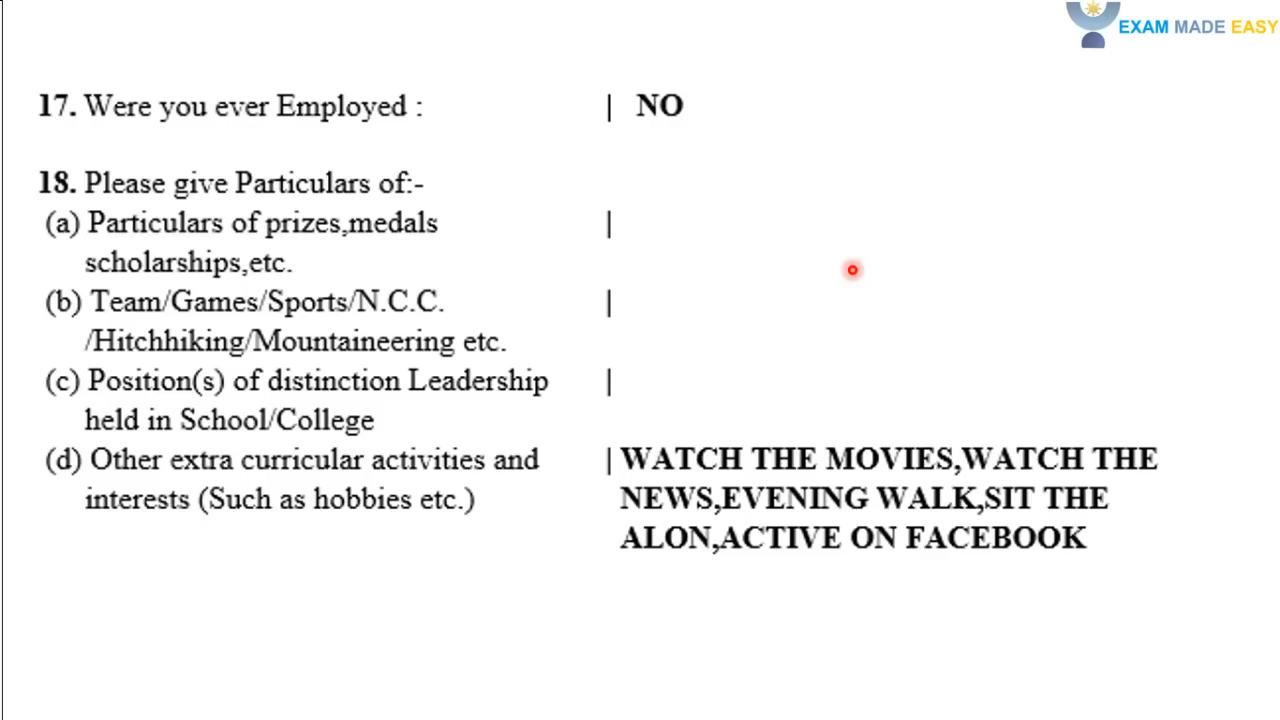 EXAM MADE EASY
17. Were you ever Employed : | NO
18. Please give Particulars of:-
(a) Particulars of prizes,medals |
scholarships,etc.
(b) Team/Games/Sports/N.C.C. |
/Hitchhiking/Mountaineering etc.
(c) Position(s) of distinction Leadership |
held in School/College
(d) Other extra curricular activities and | WATCH THE MOVIES,WATCH THE
interests (Such as hobbies etc.) NEWS,EVENING WALK,SIT THE
ALON,ACTIVE ON FACEBOOK